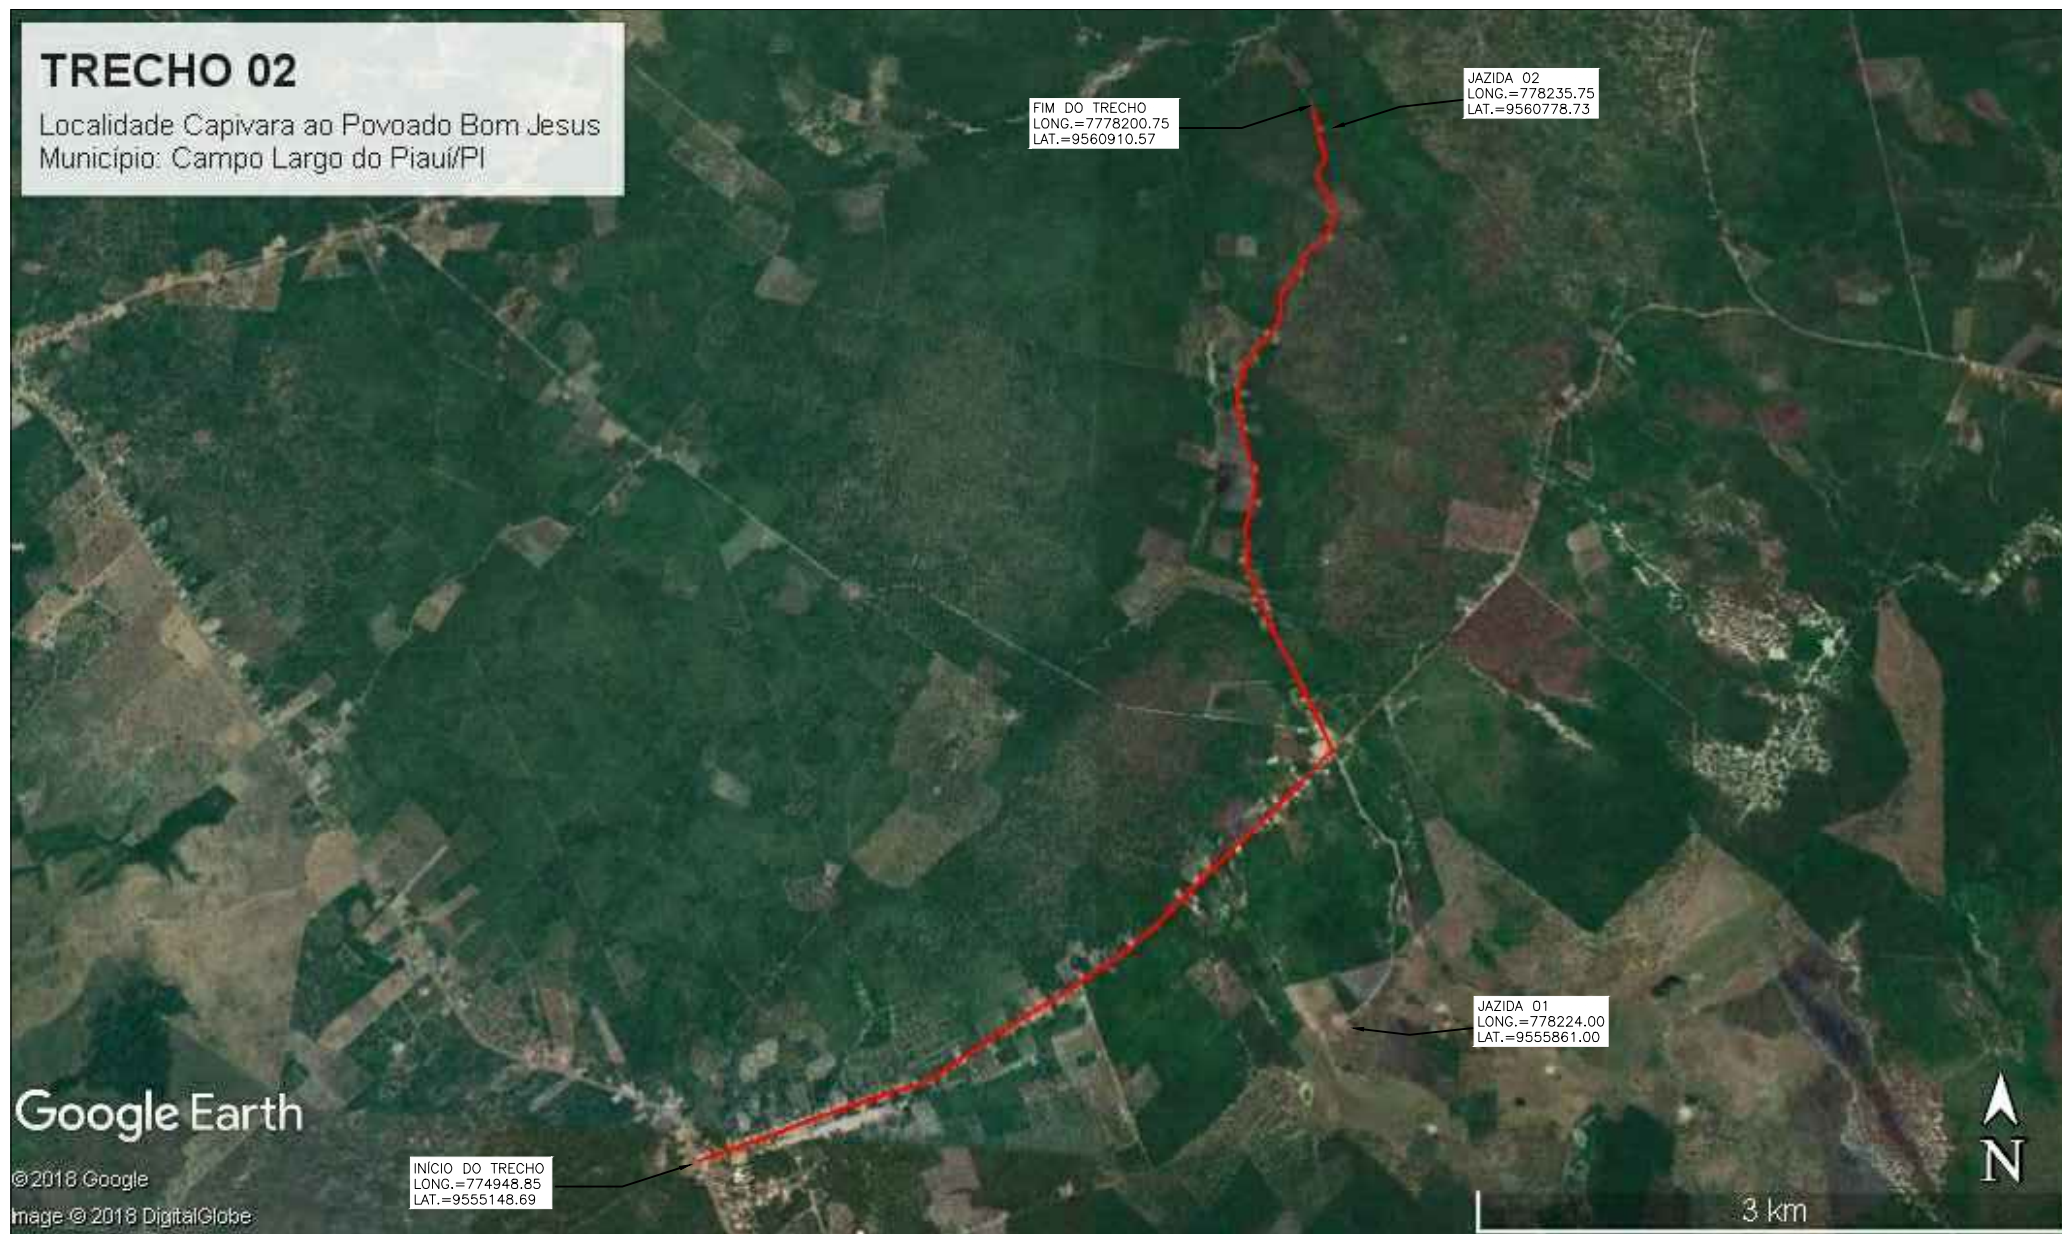 TRECHO 02
Localidade Capivara ao Povoado Bom Jesus
Município: Campo Largo do Piauí/PI
JAZIDA 02
LONG.=778235.75
LAT.=9560778.73
FIM DO TRECHO
LONG.=7778200.75
LAT.=9560910.57
JAZIDA 01
LONG.=778224.00
LAT.=9555861.00
INÍCIO DO TRECHO
LONG.=774948.85
LAT.=9555148.69
Google Earth
©2018 Google
Image © 2018 DigitalGlobe
N
3 km